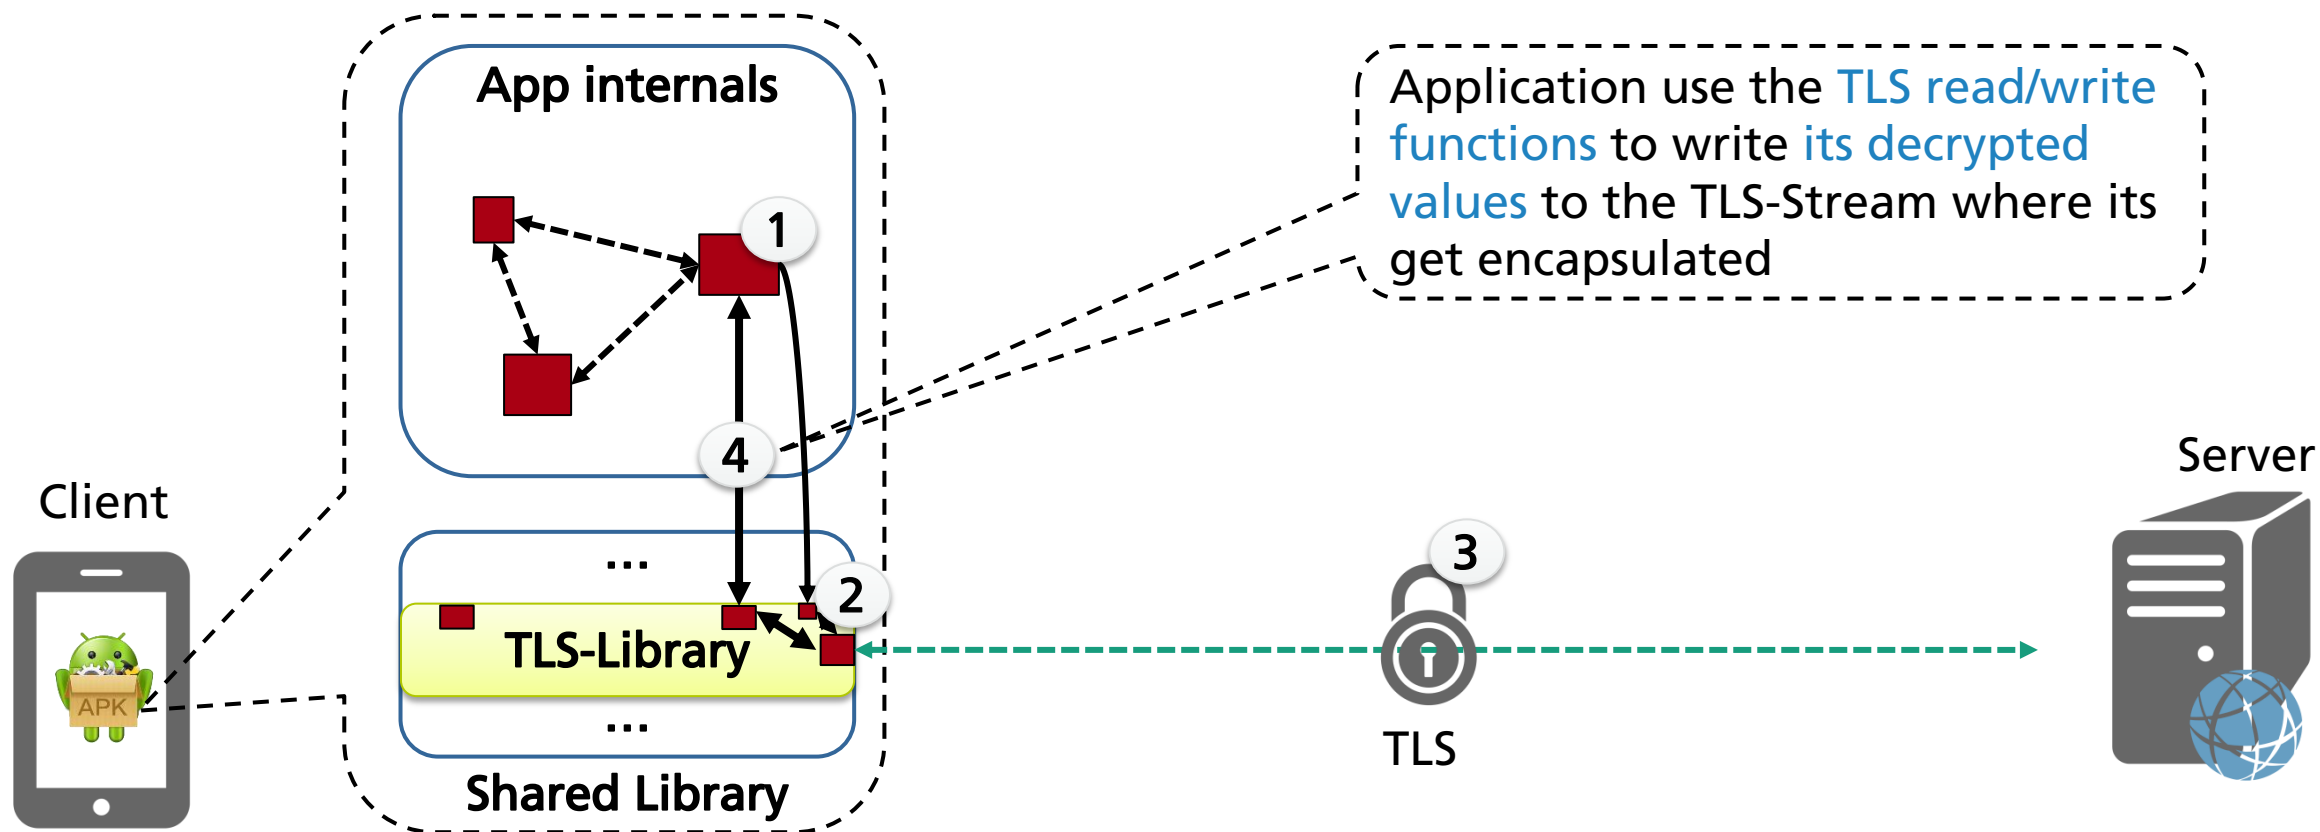 App internals
Application use the TLS read/write
functions to write its decrypted
values to the TLS-Stream where its
get encapsulated
1
4
Server
Client
3
...
2
TLS-Library
APK
...
TLS
Shared Library